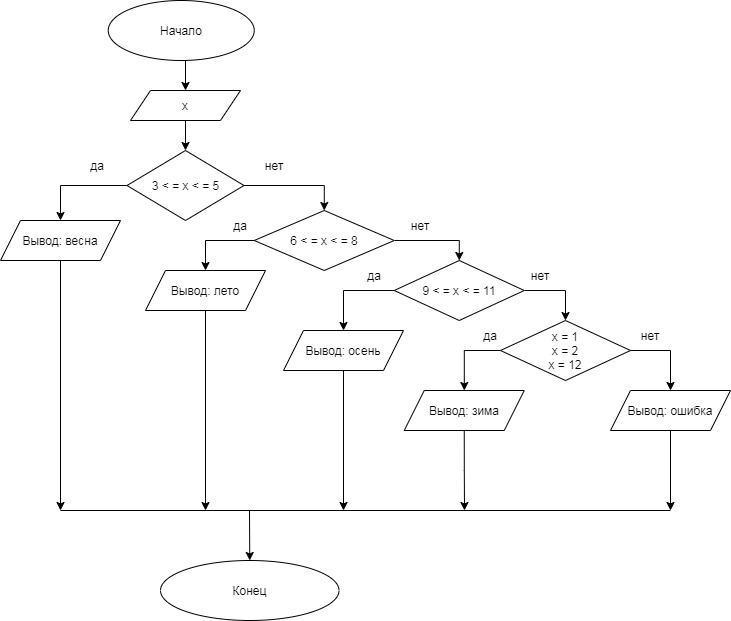 Начало
x
да
нет
3 < = x < = 5
Вывод: весна
да
нет
6 < = x < = 8
Вывод: лето
да
нет
9 < = x < = 11
Вывод: осень
да
нет
x = 1
x = 2
x = 12
Вывод: зима
Вывод: ошибка
Конец